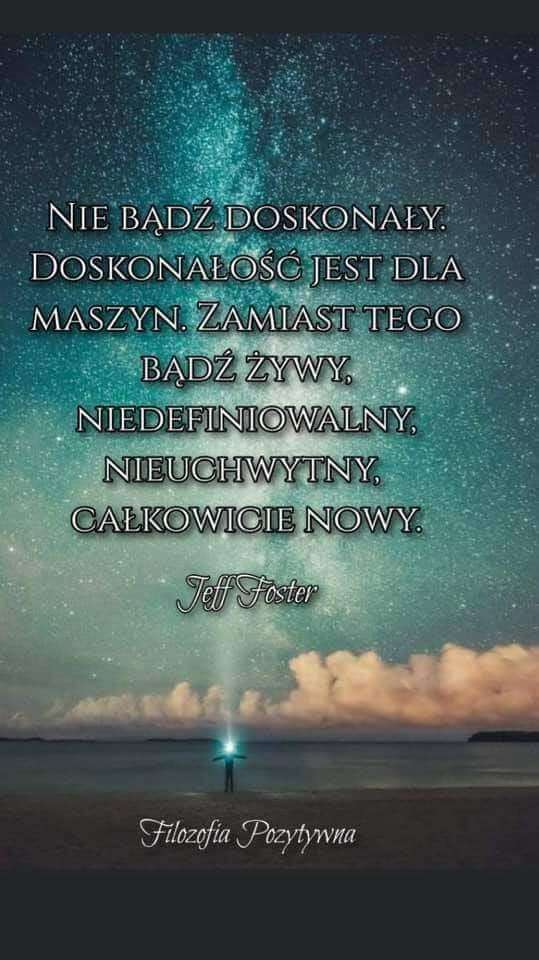 Nie bądź doskonały.
Doskonałość jest dla
maszyn. Zamiast tego
bądź żywy,
niedefiniowalny,
nieuchwytny,
całkowicie nowy.
Jeff Foster
Filozofia Pozytywna